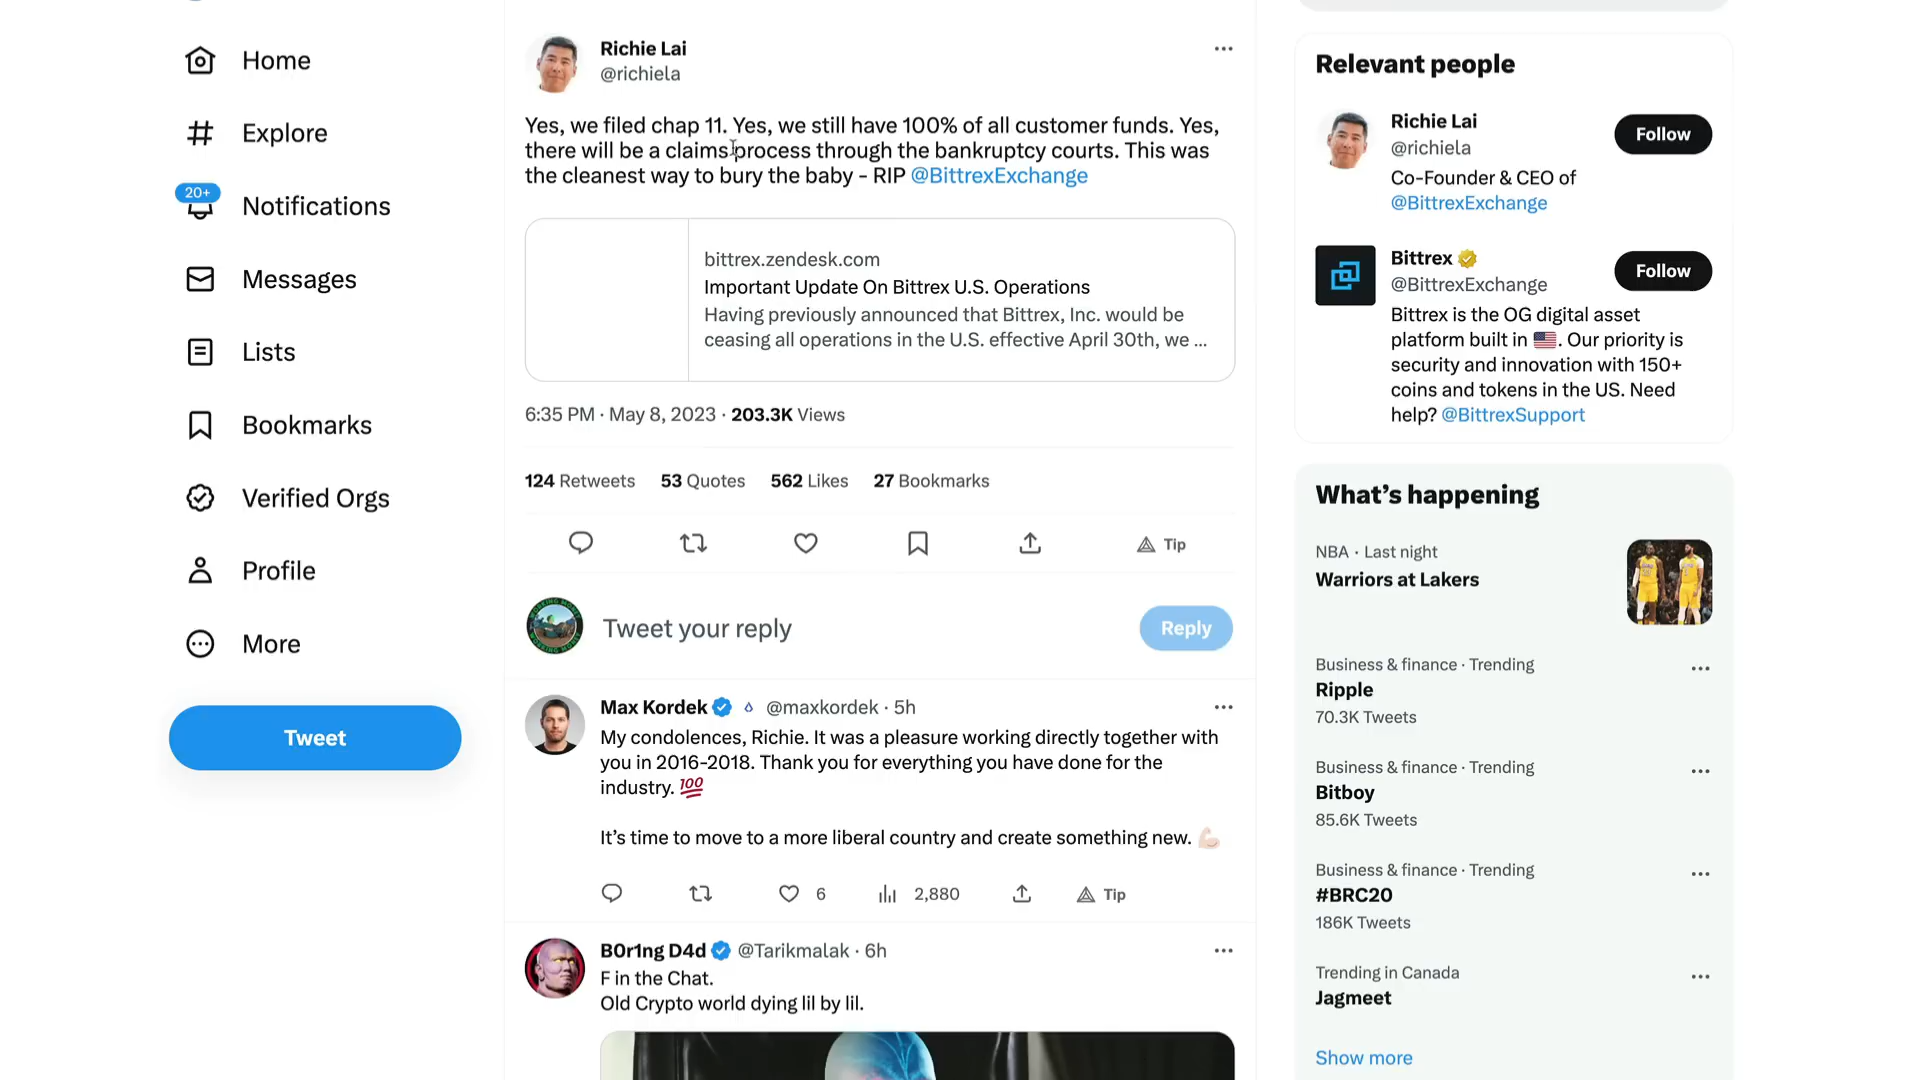 Home
Explore
20+
Notifications
Messages
Lists
Bookmarks
Verified Orgs
Profile
More
Tweet
Richie Lai
@richiela
Yes, we filed chap 11. Yes, we still have 100% of all customer funds. Yes,
there will be a claims process through the bankruptcy courts. This was
the cleanest way to bury the baby - RIP @BittrexExchange
bittrex.zendesk.com
Important Update On Bittrex U.S. Operations
Having previously announced that Bittrex, Inc. would be
ceasing all operations in the U.S. effective April 30th, we ...
6:35 PM · May 8, 2023 · 203.3K Views
124 Retweets 53 Quotes 562 Likes 27 Bookmarks
Tip
Tweet your reply
Reply
Max Kordek @maxkordek · 5h
My condolences, Richie. It was a pleasure working directly together with
you in 2016-2018. Thank you for everything you have done for the
industry. 💯
It's time to move to a more liberal country and create something new. 💪🏻
6 2,880 Tip
B0r1ng D4d @Tarikmalak · 6h
F in the Chat.
Old Crypto world dying lil by lil.
Relevant people
Richie Lai
@richiela
Follow
Co-Founder & CEO of
@BittrexExchange
Bittrex
@BittrexExchange
Follow
Bittrex is the OG digital asset
platform built in 🇺🇸. Our priority is
security and innovation with 150+
coins and tokens in the US. Need
help? @BittrexSupport
What's happening
NBA · Last night
Warriors at Lakers
Business & finance · Trending
Ripple
70.3K Tweets
Business & finance · Trending
Bitboy
85.6K Tweets
Business & finance · Trending
#BRC20
186K Tweets
Trending in Canada
Jagmeet
Show more